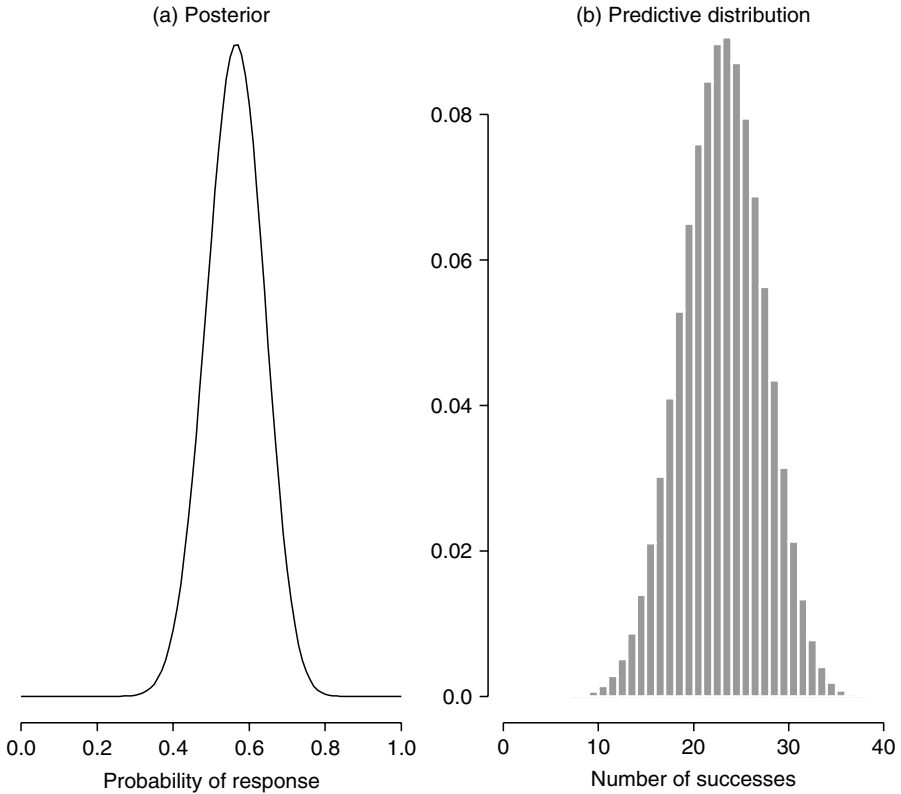 (a) Posterior
0.0 0.2 0.4 0.6 0.8 1.0
Probability of response
(b) Predictive distribution
0.08
0.06
0.04
0.02
0.0
0 10 20 30 40
Number of successes